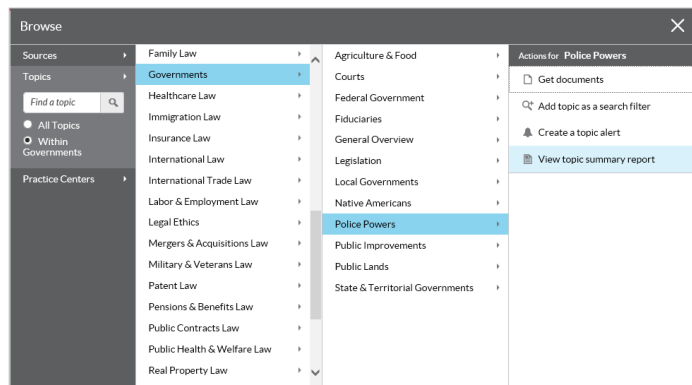 Browse
Sources
Topics
Find a topic
All Topics
Within
Governments
Practice Centers
Family Law
Governments
Healthcare Law
Immigration Law
Insurance Law
International Law
International Trade Law
Labor & Employment Law
Legal Ethics
Mergers & Acquisitions Law
Military & Veterans Law
Patent Law
Pensions & Benefits Law
Public Contracts Law
Public Health & Welfare Law
Real Property Law
Agriculture & Food
Courts
Federal Government
Fiduciaries
General Overview
Legislation
Local Governments
Native Americans
Police Powers
Public Improvements
Public Lands
State & Territorial Governments
Actions for Police Powers
Get documents
Add topic as a search filter
Create a topic alert
View topic summary report